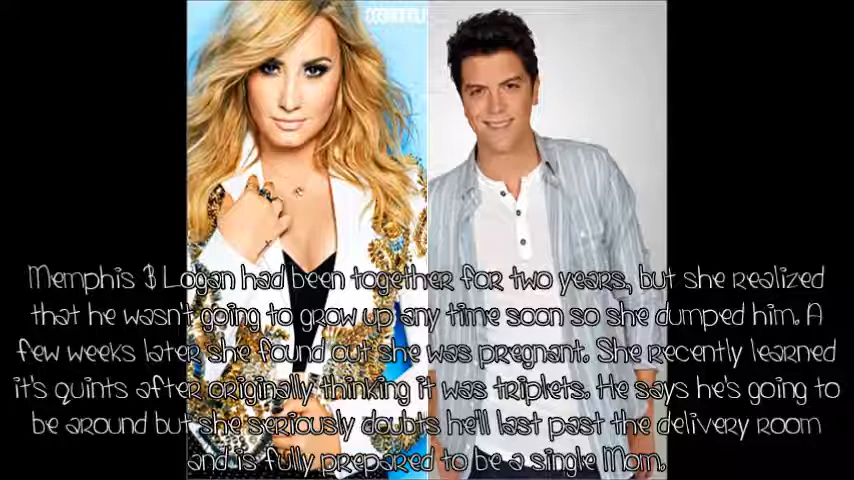 Memphis & Logan had been together for two years, but she realized
that he wasn't going to grow up any time soon so she dumped him. A
few weeks later she found out she was pregnant. She recently learned
it's quints after originally thinking it was triplets. He says he's going to
be around but she seriously doubts he'll last past the delivery room
and is fully prepared to be a single Mom.